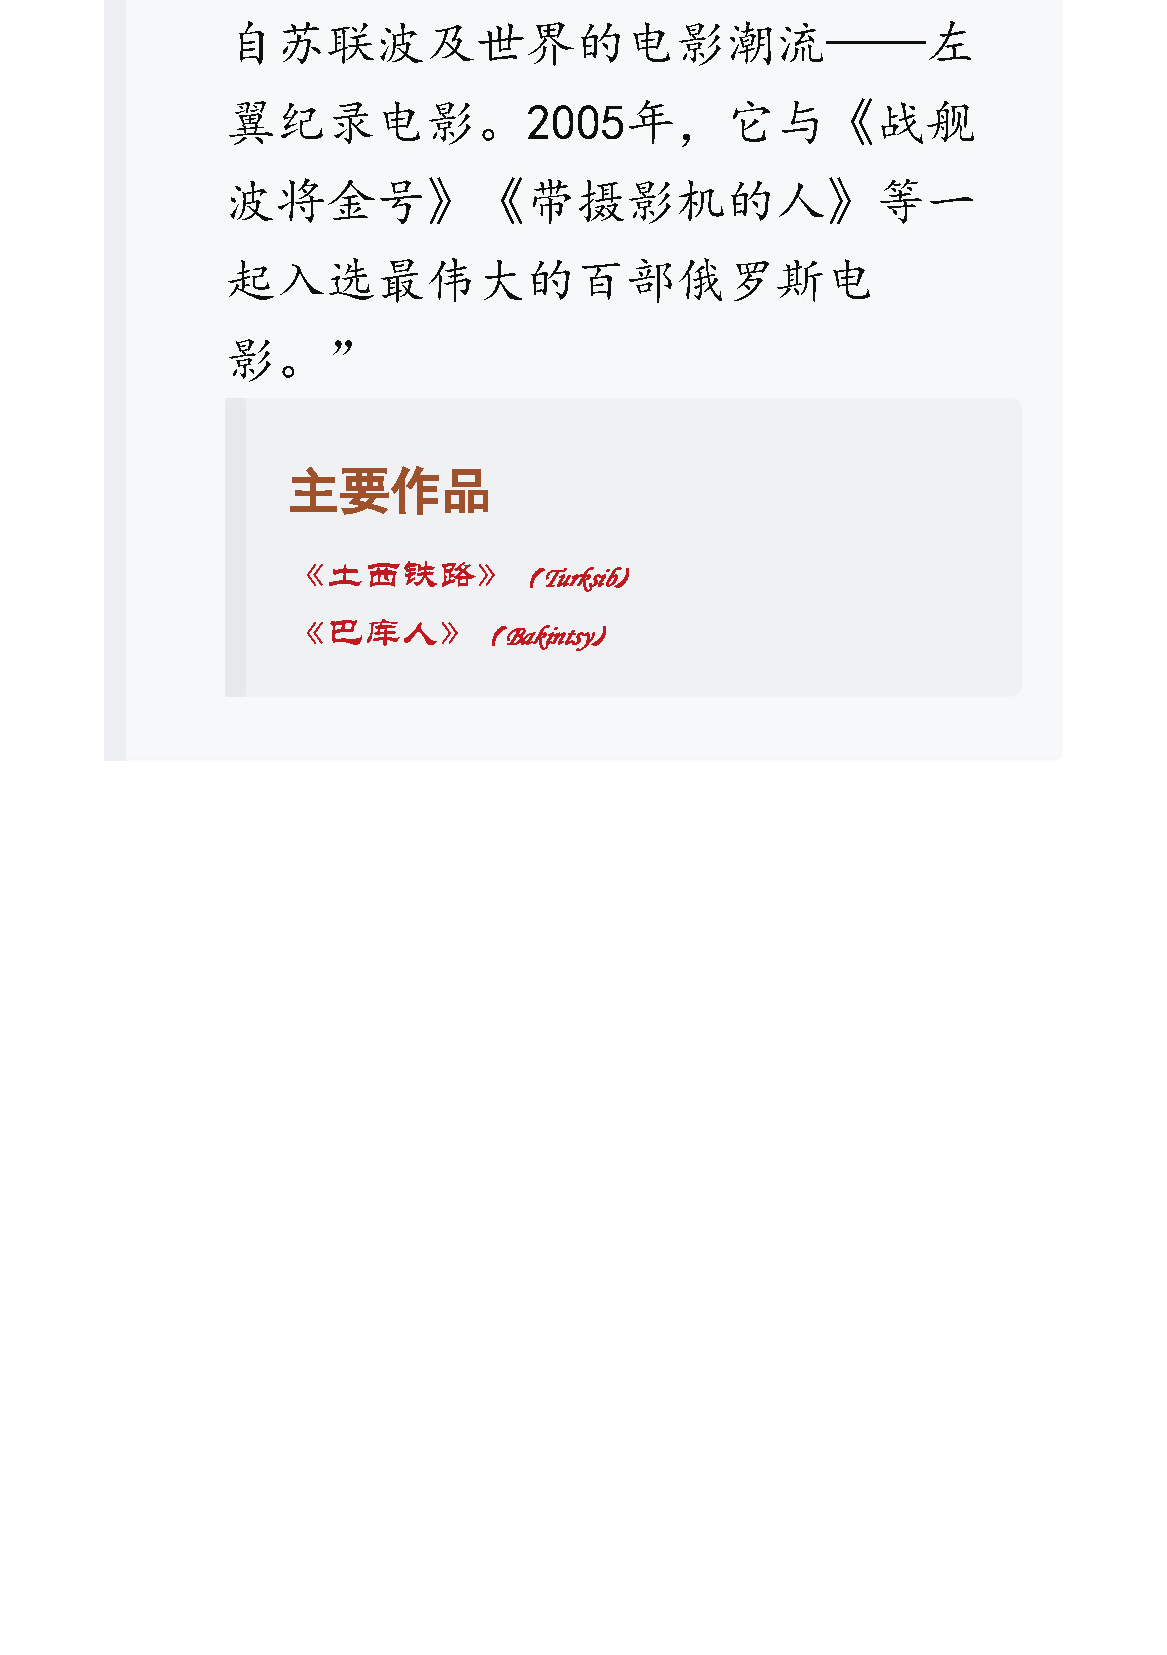 自苏联波及世界的电影潮流——左
翼纪录电影。2005年，它与《战舰
波将金号》《带摄影机的人》等一
起入选最伟大的百部俄罗斯电
影。”
主要作品
《土西铁路》（Turksib）
《巴库人》（Bakintsy）